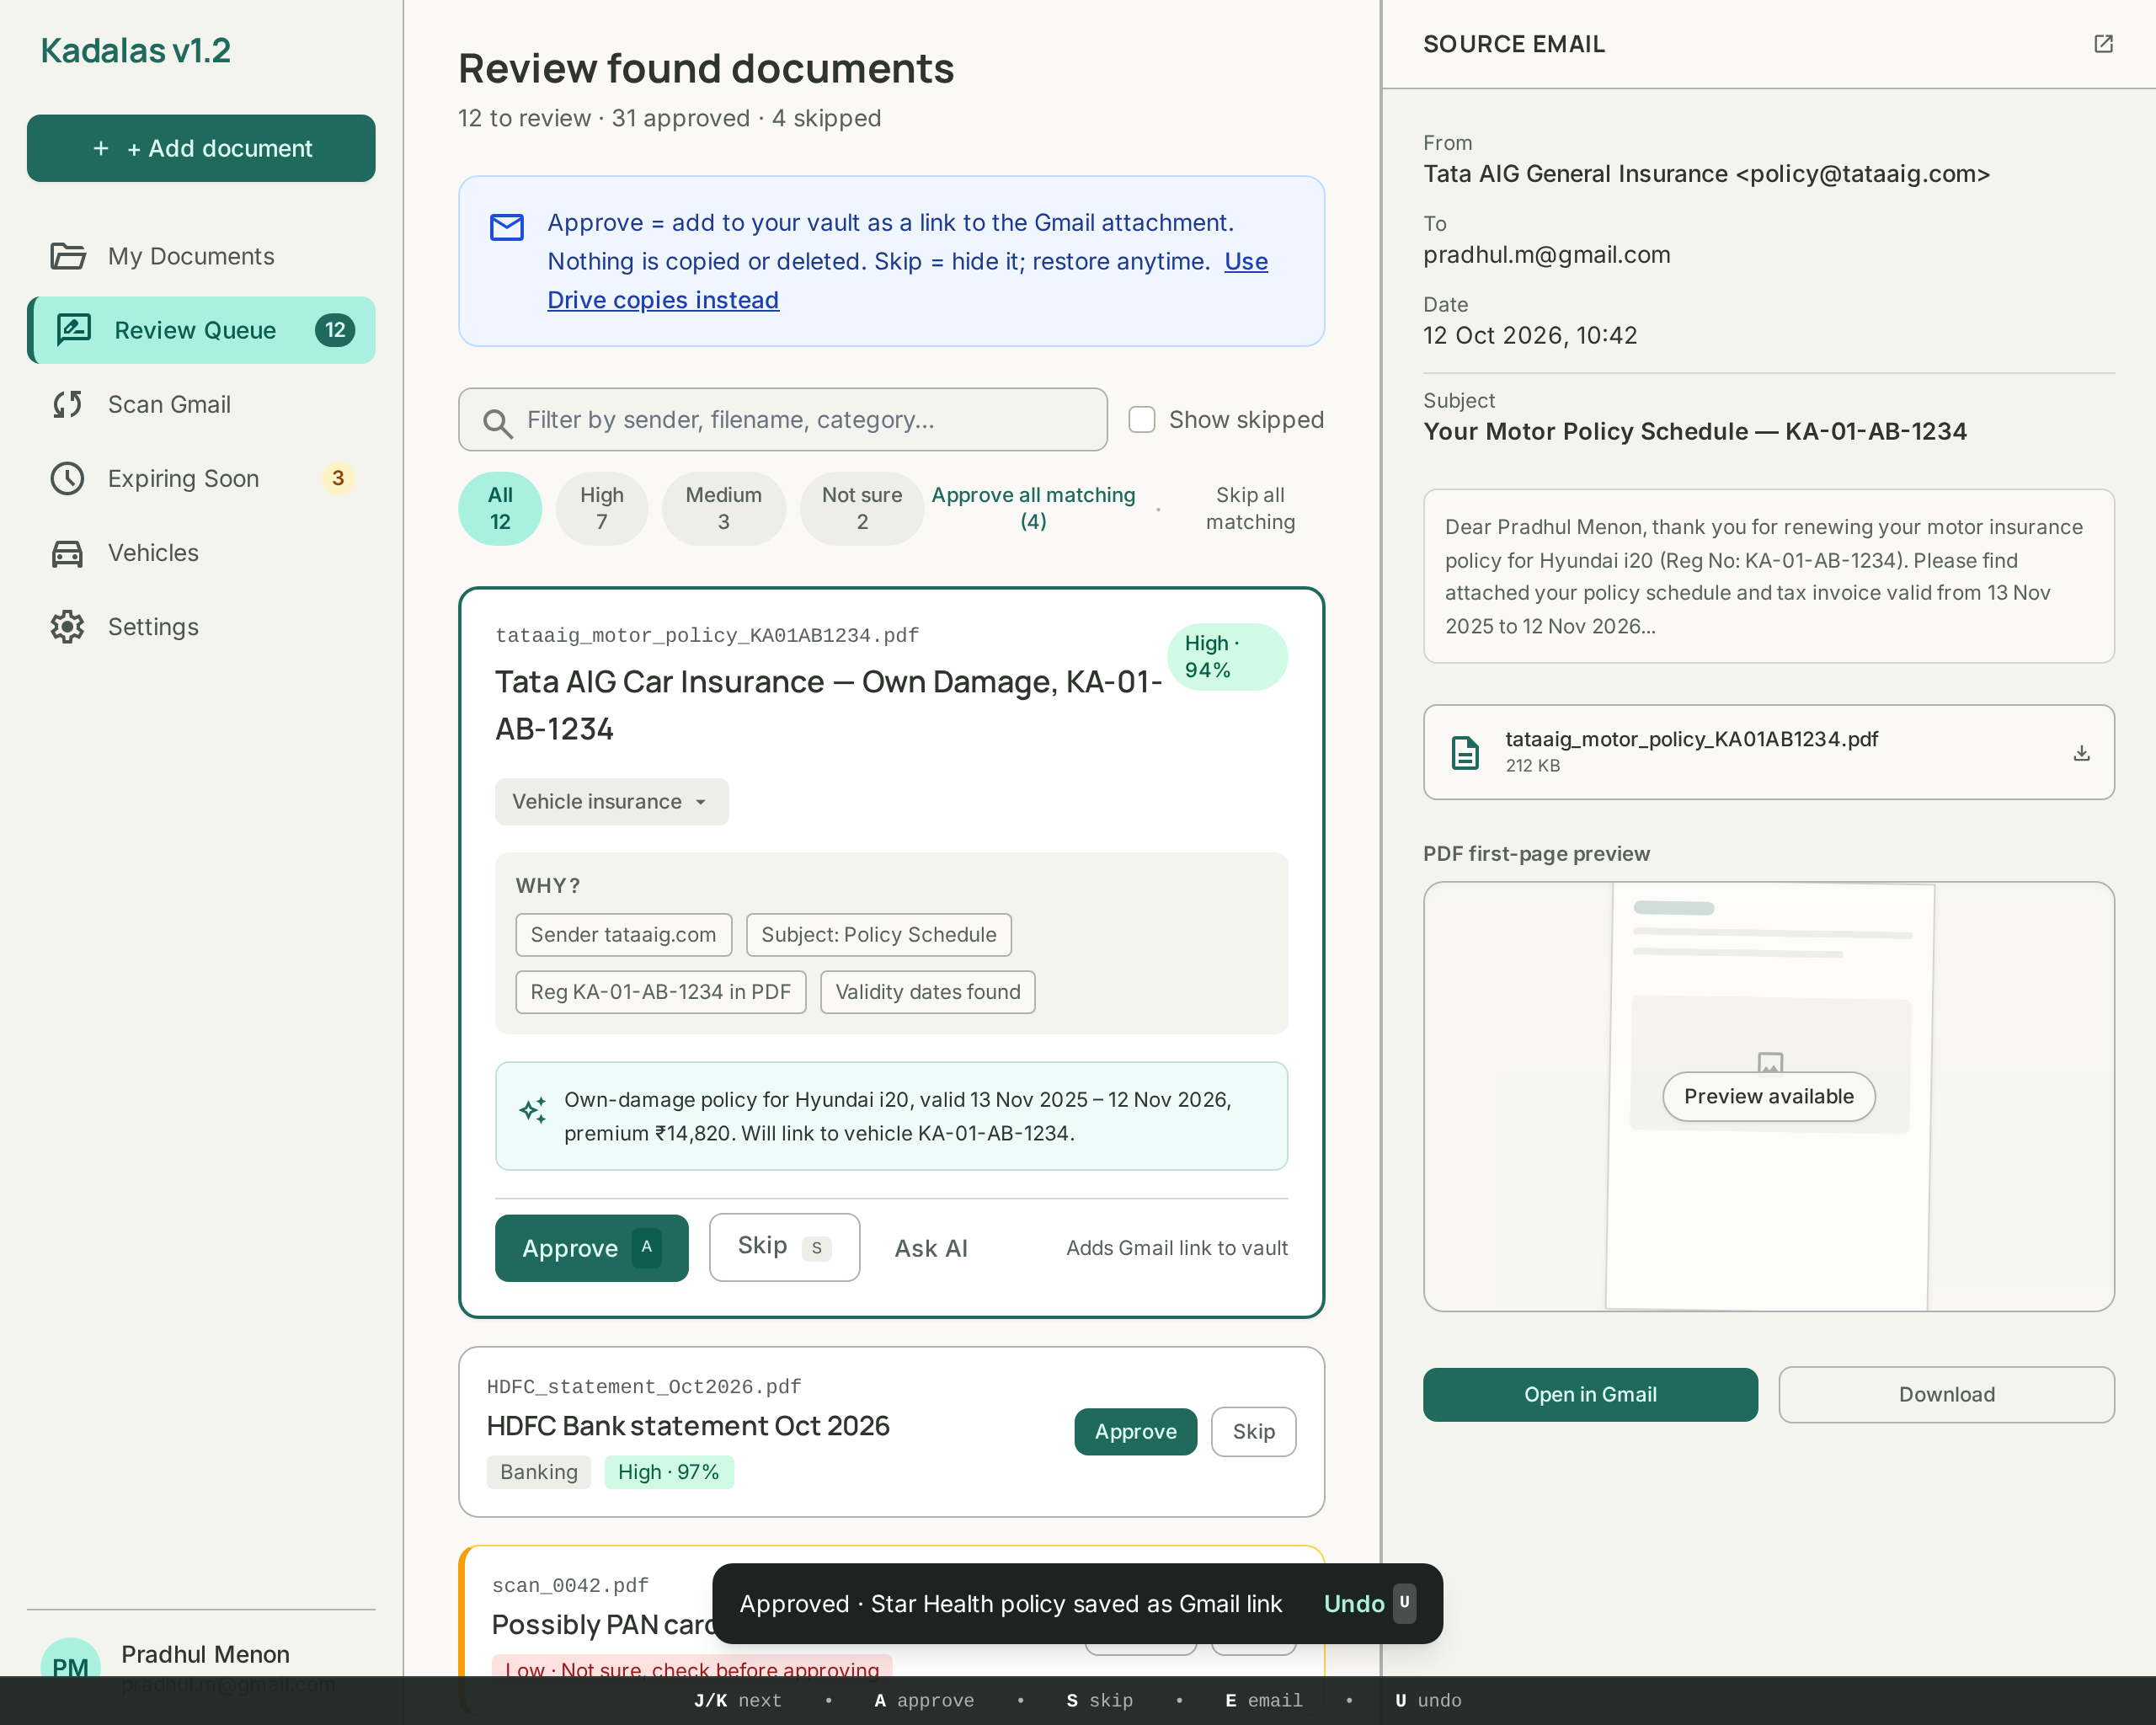 Kadalas v1.2
+ + Add document
My Documents
Review Queue 12
Scan Gmail
Expiring Soon 3
Vehicles
Settings
PM
Pradhul Menon
pradhul.m@gmail.com
Review found documents
12 to review · 31 approved · 4 skipped
Approve = add to your vault as a link to the Gmail attachment.
Nothing is copied or deleted. Skip = hide it; restore anytime. Use
Drive copies instead
Filter by sender, filename, category...
Show skipped
All
12
High
7
Medium
3
Not sure
2
Approve all matching
(4)
·
Skip all
matching
tataaig_motor_policy_KA01AB1234.pdf
High ·
94%
Tata AIG Car Insurance — Own Damage, KA-01-
AB-1234
Vehicle insurance
WHY?
Sender tataaig.com
Subject: Policy Schedule
Reg KA-01-AB-1234 in PDF
Validity dates found
Own-damage policy for Hyundai i20, valid 13 Nov 2025 – 12 Nov 2026,
premium ₹14,820. Will link to vehicle KA-01-AB-1234.
Approve A
Skip S
Ask AI
Adds Gmail link to vault
HDFC_statement_Oct2026.pdf
HDFC Bank statement Oct 2026
Banking
High · 97%
Approve
Skip
scan_0042.pdf
Possibly PAN card
Low · Not sure, check before approving
Approved · Star Health policy saved as Gmail link
Undo U
J/K next • A approve • S skip • E email • U undo
SOURCE EMAIL
From
Tata AIG General Insurance <policy@tataaig.com>
To
pradhul.m@gmail.com
Date
12 Oct 2026, 10:42
Subject
Your Motor Policy Schedule — KA-01-AB-1234
Dear Pradhul Menon, thank you for renewing your motor insurance
policy for Hyundai i20 (Reg No: KA-01-AB-1234). Please find
attached your policy schedule and tax invoice valid from 13 Nov
2025 to 12 Nov 2026...
tataaig_motor_policy_KA01AB1234.pdf
212 KB
PDF first-page preview
Preview available
Open in Gmail
Download